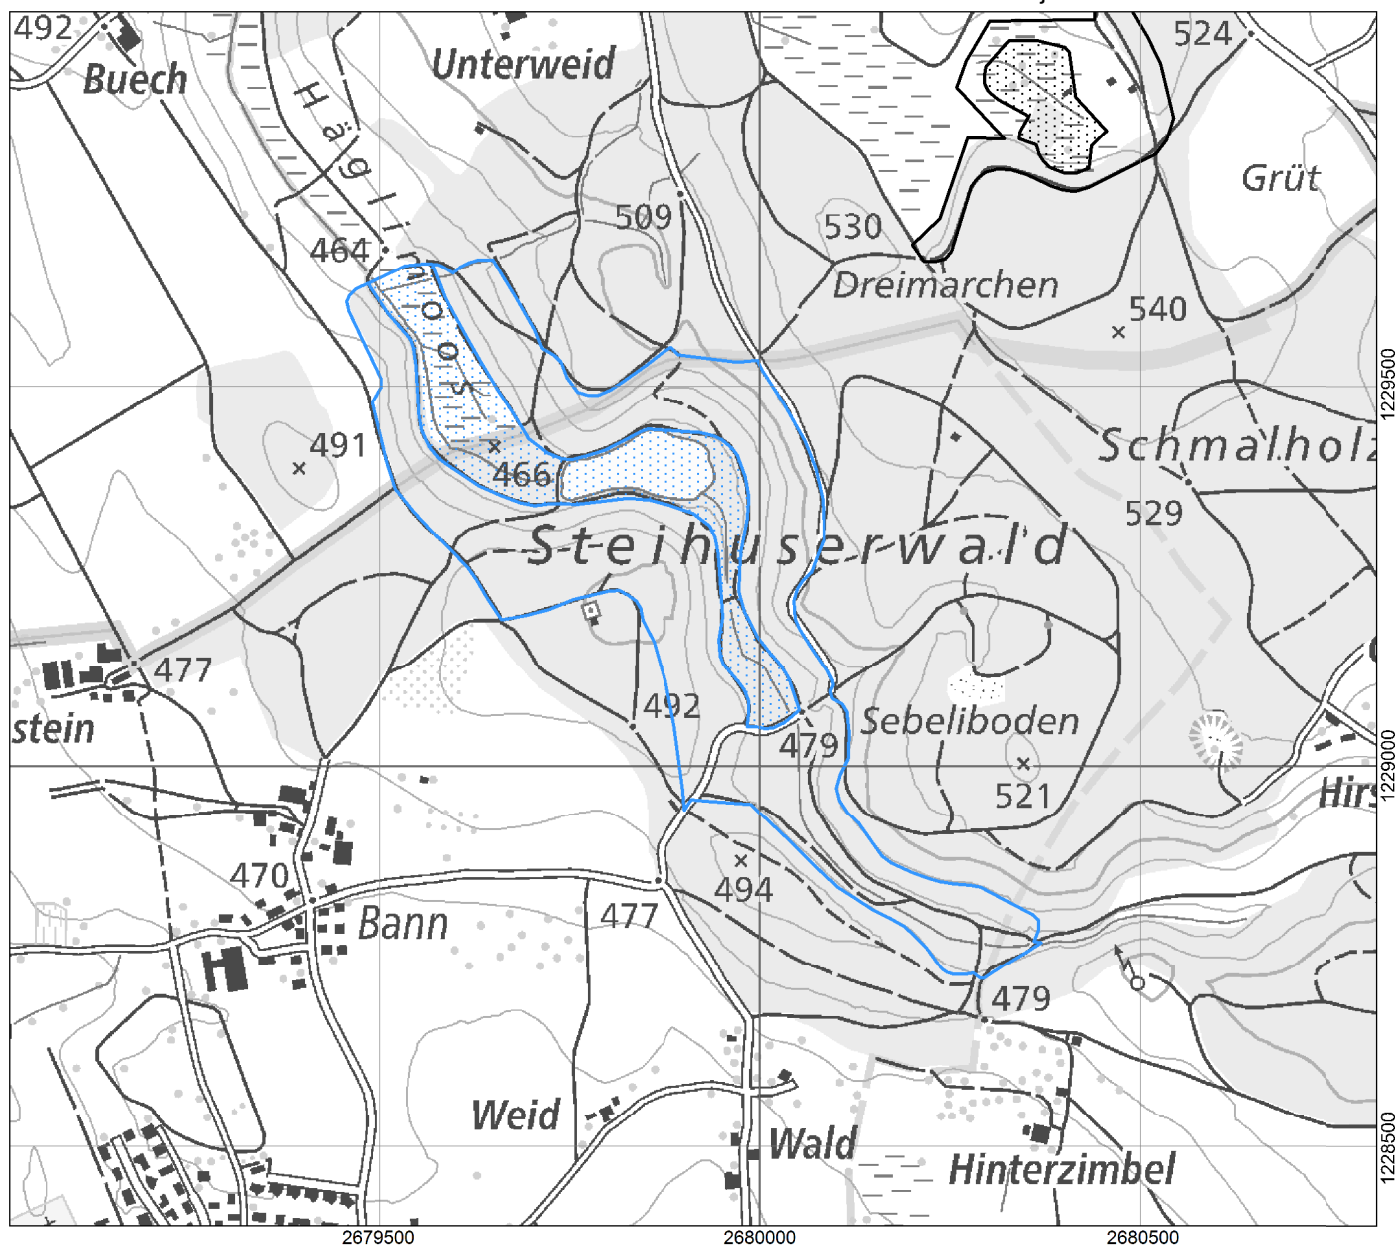 492
524
Buech
Unterweid
Häglimoos
Grüt
509
530
464
Dreimarchen
540
1229500
491
466
Schmalholz
529
Steihuserwald
477
stein
492
479
Sebeliboden
1229000
521
Hirs
470
494
477
Bann
479
Weid
Wald
Hinterzimbel
1228500
2679500
2680000
2680500